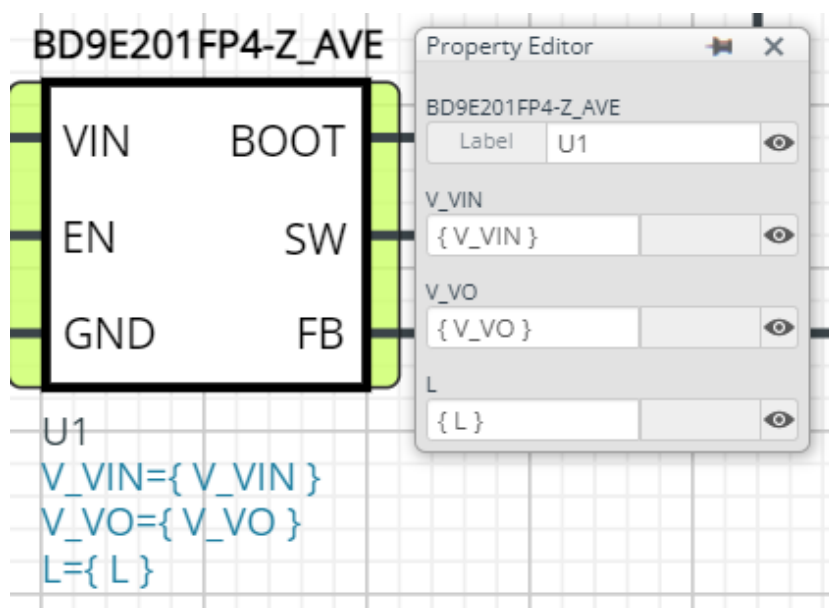 BD9E201FP4-Z_AVE
VIN BOOT
EN SW
GND FB
U1
V_VIN={ V_VIN }
V_VO={ V_VO }
L={ L }
Property Editor
BD9E201FP4-Z_AVE
Label U1
V_VIN
{ V_VIN }
V_VO
{ V_VO }
L
{ L }